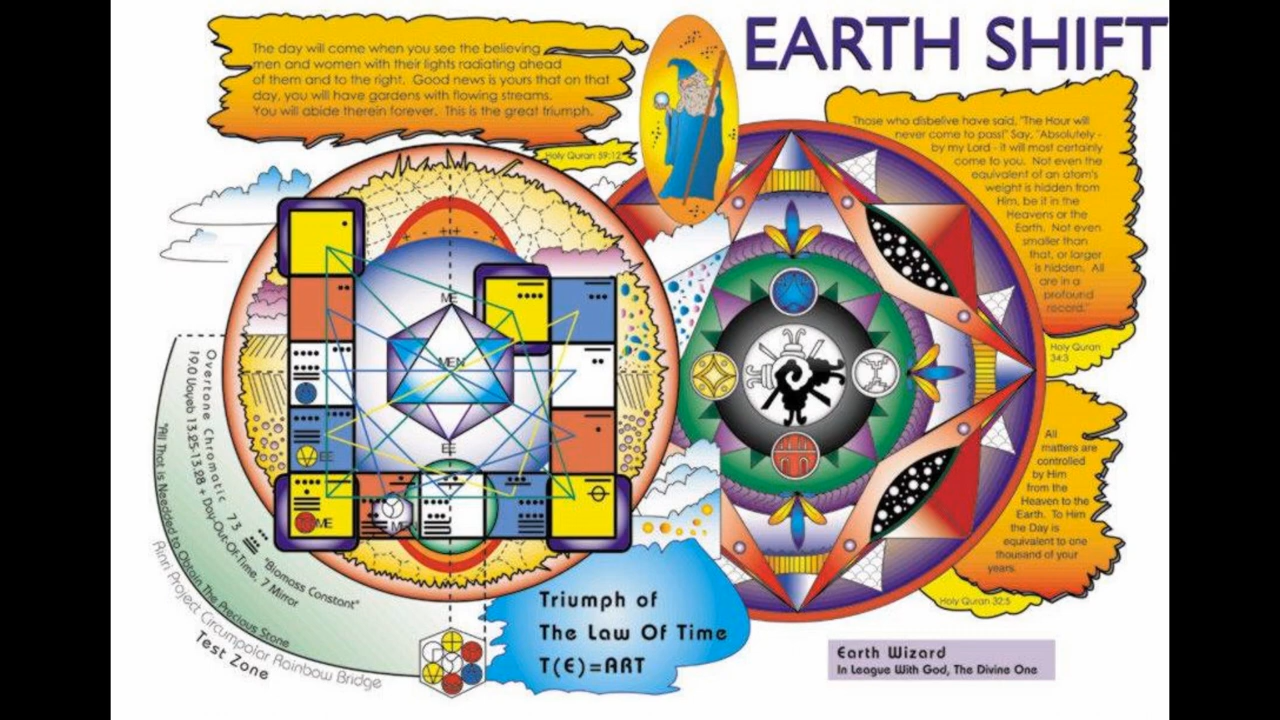 EARTH SHIFT
The day will come when you see the believing
men and women with their lights radiating ahead
of them and to the right. Good news is yours that on that
day, you will have gardens with flowing streams.
You will abide therein forever. This is the great triumph.
Holy Quran 59:12
Those who disbelive have said, "The Hour will
never come to pass!" Say, "Absolutely -
by my Lord - it will most certainly
come to you. Not even the
equivalent of an atom's
weight is hidden from
Him, be it in the
Heavens or the
Earth. Not even
smaller than
that, or larger
is hidden. All
are in a
profound
record."
Holy Quran
34:3
All
matters are
controlled
by Him
from the
Heaven to the
Earth. To Him
the Day is
equivalent to one
thousand of your
years.
Holy Quran 32:5
ME
MEN
EE
EE
ME
MEN
Overtone Chromatic 73 "Biomass Constant"
19.0 Uayeb 13.25-13.28 + Day-Out-Of-Time, 7 Mirror
"All That is Needed to Obtain The Precious Stone
Rinri Project Circumpolar Rainbow Bridge
Test Zone
Triumph of
The Law Of Time
T(E)=ART
Earth Wizard
In League With God, The Divine One